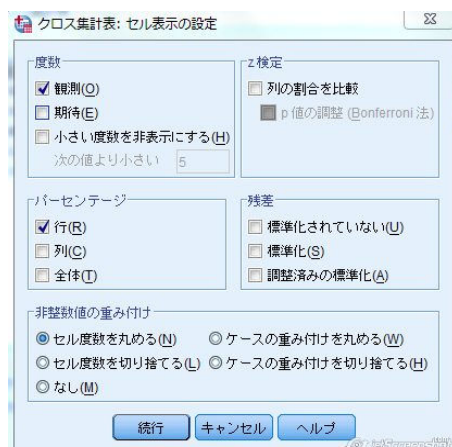 クロス集計表: セル表示の設定
度数
観測(O)
期待(E)
小さい度数を非表示にする(H)
次の値より小さい 5
z 検定
列の割合を比較
p 値の調整 (Bonferroni 法)
パーセンテージ
行(R)
列(C)
全体(T)
残差
標準化されていない(U)
標準化(S)
調整済みの標準化(A)
非整数値の重み付け
セル度数を丸める(N) ケースの重み付けを丸める(W)
セル度数を切り捨てる(L) ケースの重み付けを切り捨てる(H)
なし(M)
続行 キャンセル ヘルプ